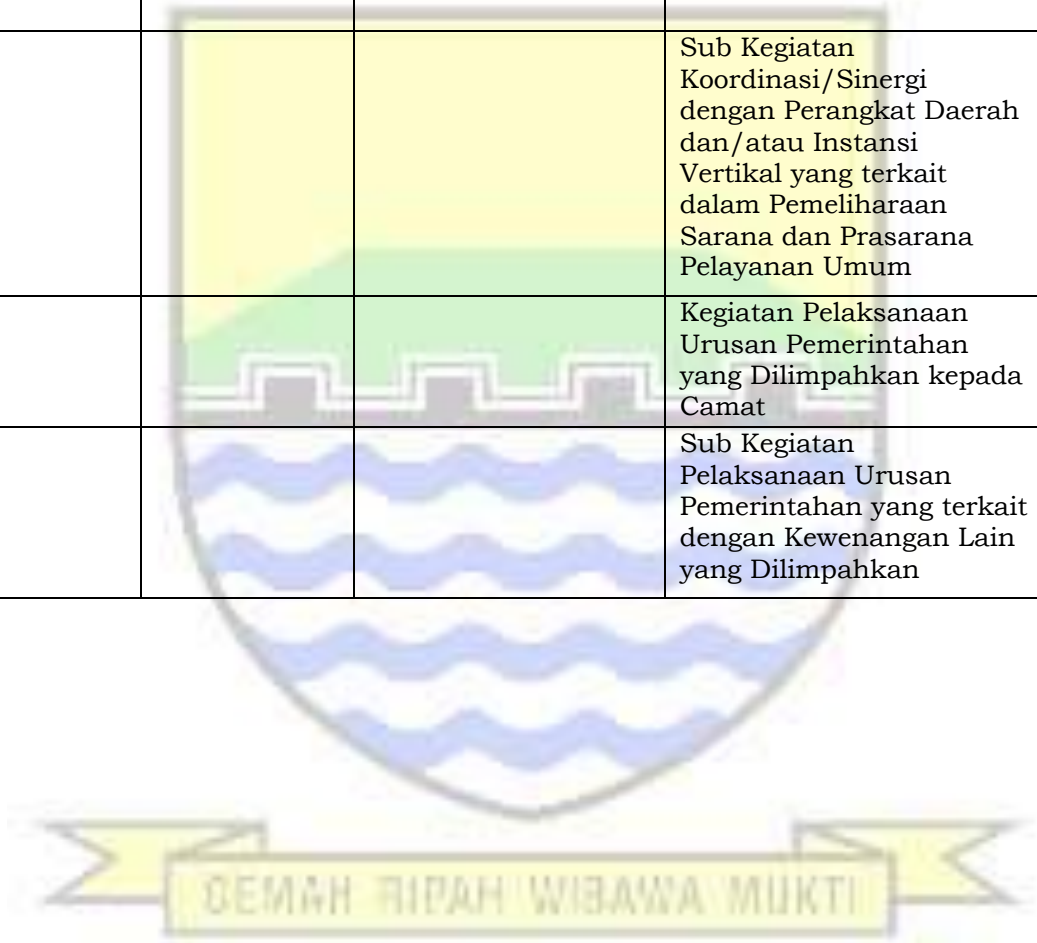 Sub Kegiatan
Koordinasi/Sinergi
dengan Perangkat Daerah
dan/atau Instansi
Vertikal yang terkait
dalam Pemeliharaan
Sarana dan Prasarana
Pelayanan Umum
Kegiatan Pelaksanaan
Urusan Pemerintahan
yang Dilimpahkan kepada
Camat
Sub Kegiatan
Pelaksanaan Urusan
Pemerintahan yang terkait
dengan Kewenangan Lain
yang Dilimpahkan
GEMAH RIPAH WIBAWA MUKTI